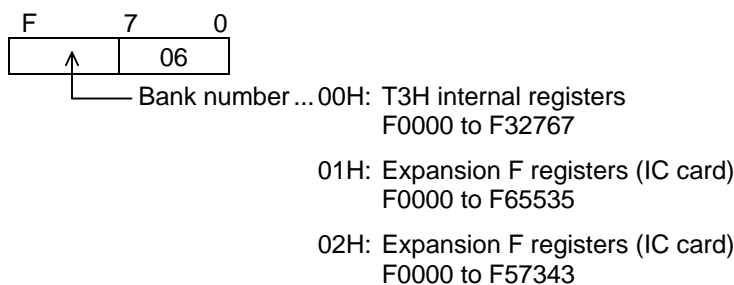 F 7 0
06
Bank number ... 00H: T3H internal registers
F0000 to F32767
01H: Expansion F registers (IC card)
F0000 to F65535
02H: Expansion F registers (IC card)
F0000 to F57343